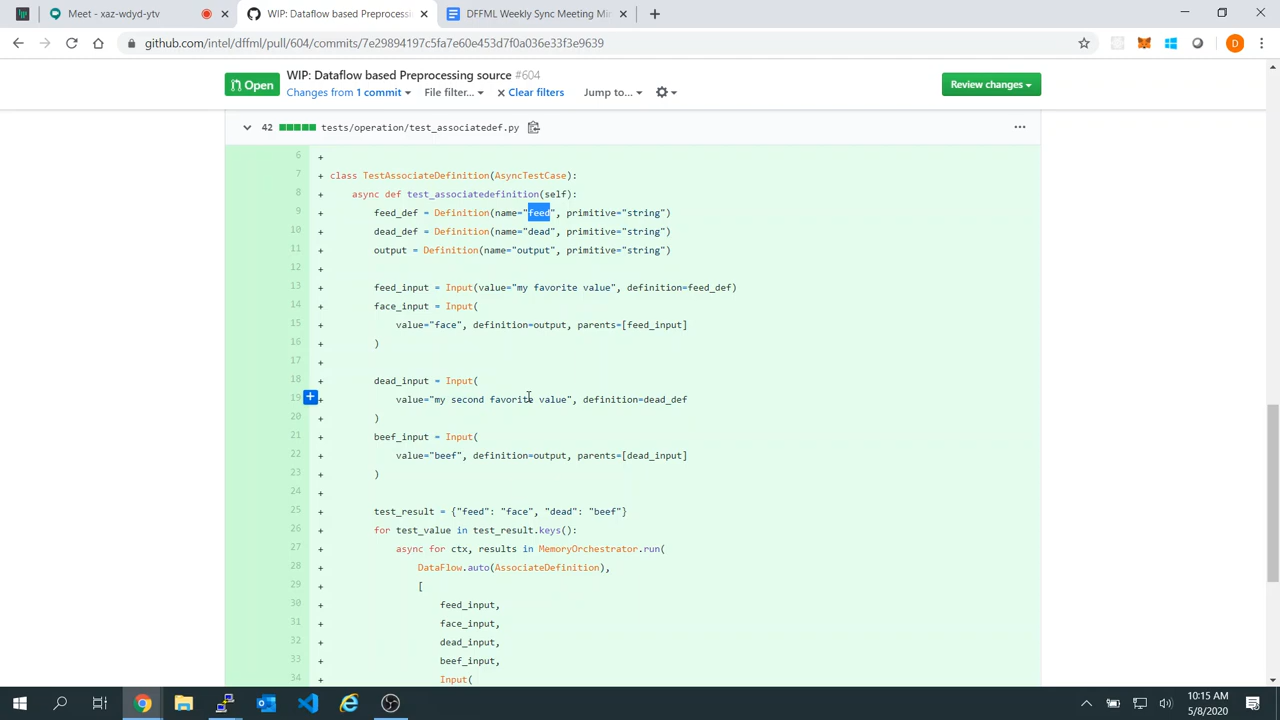 Meet - xaz-wdyd-ytv
WIP: Dataflow based Preprocessin
DFFML Weekly Sync Meeting Min
github.com/intel/dffml/pull/604/commits/7e29894197c5fa7e60e453d7f0a036e33f3e9639
D
Open
WIP: Dataflow based Preprocessing source #604
Changes from 1 commit
File filter...
Clear filters
Jump to...
Review changes
42 tests/operation/test_associatedef.py
6 +
7 + class TestAssociateDefinition(AsyncTestCase):
8 + async def test_associatedefinition(self):
9 + feed_def = Definition(name="feed", primitive="string")
10 + dead_def = Definition(name="dead", primitive="string")
11 + output = Definition(name="output", primitive="string")
12 +
13 + feed_input = Input(value="my favorite value", definition=feed_def)
14 + face_input = Input(
15 + value="face", definition=output, parents=[feed_input]
16 + )
17 +
18 + dead_input = Input(
19 + value="my second favorite value", definition=dead_def
20 + )
21 + beef_input = Input(
22 + value="beef", definition=output, parents=[dead_input]
23 + )
24 +
25 + test_result = {"feed": "face", "dead": "beef"}
26 + for test_value in test_result.keys():
27 + async for ctx, results in MemoryOrchestrator.run(
28 + DataFlow.auto(AssociateDefinition),
29 + [
30 + feed_input,
31 + face_input,
32 + dead_input,
33 + beef_input,
34 + Input(
10:15 AM
5/8/2020